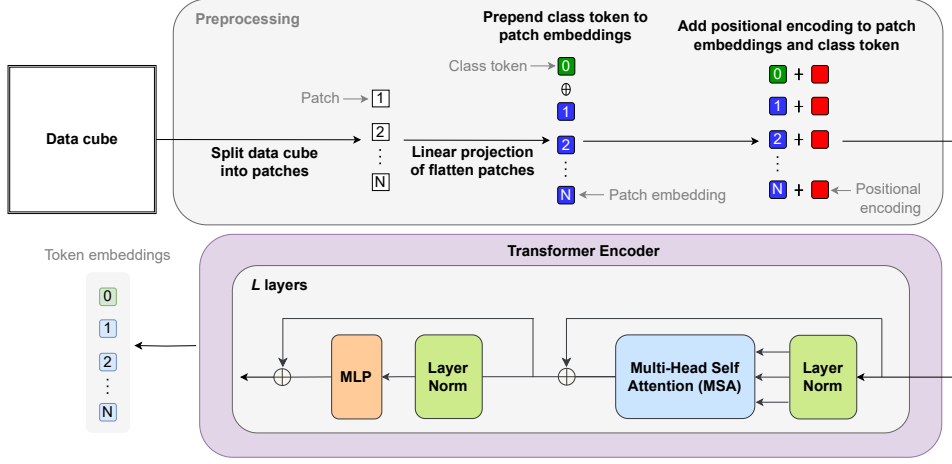 Preprocessing
Data cube
Split data cube
into patches
Patch
1
2
N
Linear projection
of flatten patches
Prepend class token to
patch embeddings
Class token
0
1
2
N
Patch embedding
Add positional encoding to patch
embeddings and class token
0 +
1 +
2 +
N +
Positional
encoding
Transformer Encoder
L layers
Layer
Norm
Multi-Head Self
Attention (MSA)
Layer
Norm
MLP
Token embeddings
0
1
2
N